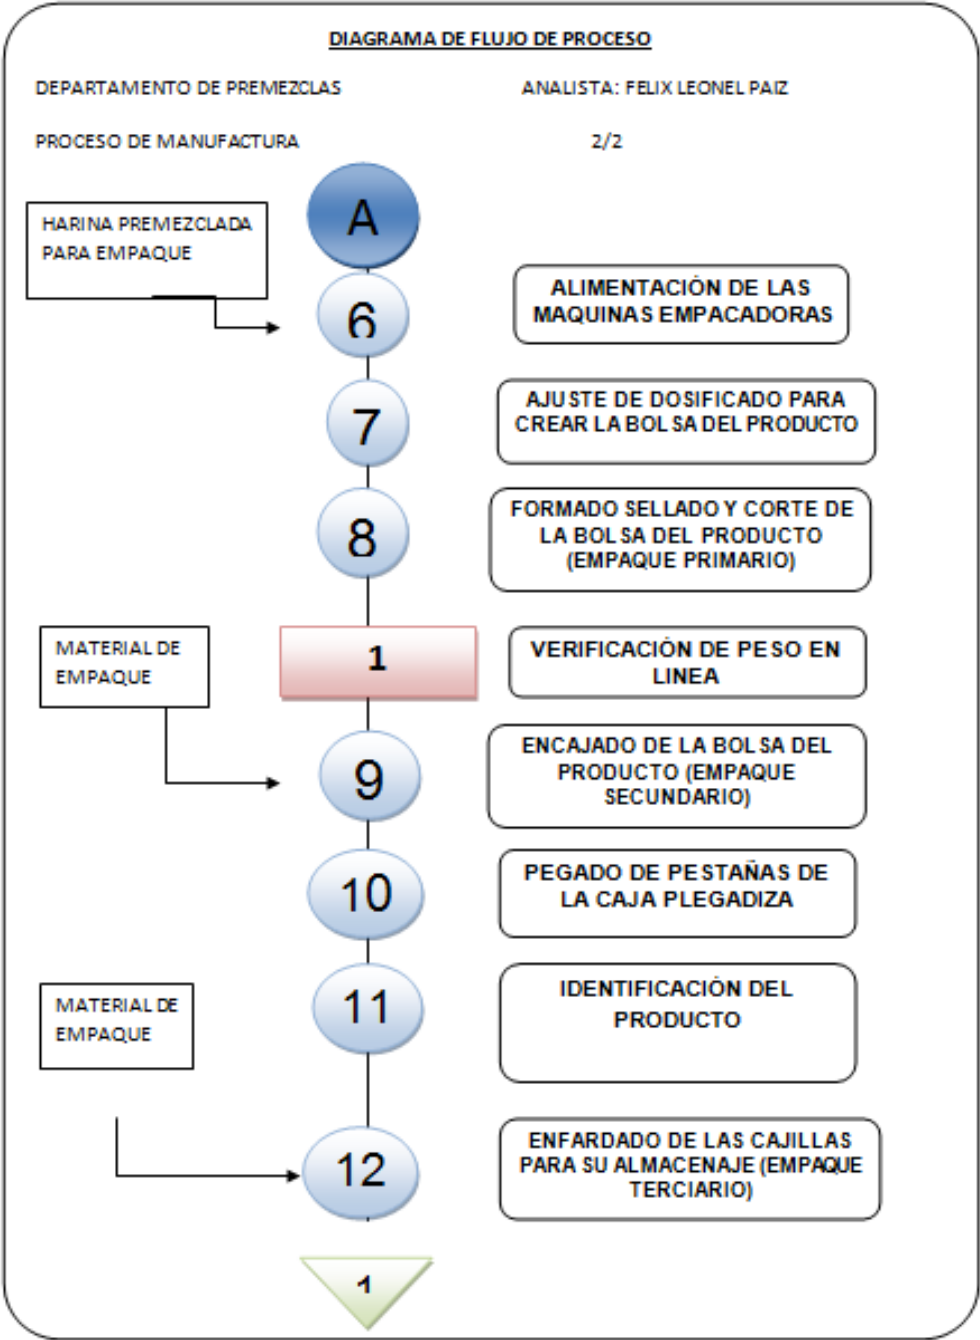 DIAGRAMA DE FLUJO DE PROCESO
DEPARTAMENTO DE PREMEZCLAS
ANALISTA: FELIX LEONEL PAIZ
PROCESO DE MANUFACTURA
2/2
A
HARINA PREMEZCLADA
PARA EMPAQUE
6
ALIMENTACIÓN DE LAS
MAQUINAS EMPACADORAS
7
AJUSTE DE DOSIFICADO PARA
CREAR LA BOLSA DEL PRODUCTO
8
FORMADO SELLADO Y CORTE DE
LA BOLSA DEL PRODUCTO
(EMPAQUE PRIMARIO)
MATERIAL DE
EMPAQUE
1
VERIFICACIÓN DE PESO EN
LINEA
9
ENCAJADO DE LA BOLSA DEL
PRODUCTO (EMPAQUE
SECUNDARIO)
10
PEGADO DE PESTAÑAS DE
LA CAJA PLEGADIZA
MATERIAL DE
EMPAQUE
11
IDENTIFICACIÓN DEL
PRODUCTO
12
ENFARDADO DE LAS CAJILLAS
PARA SU ALMACENAJE (EMPAQUE
TERCIARIO)
1